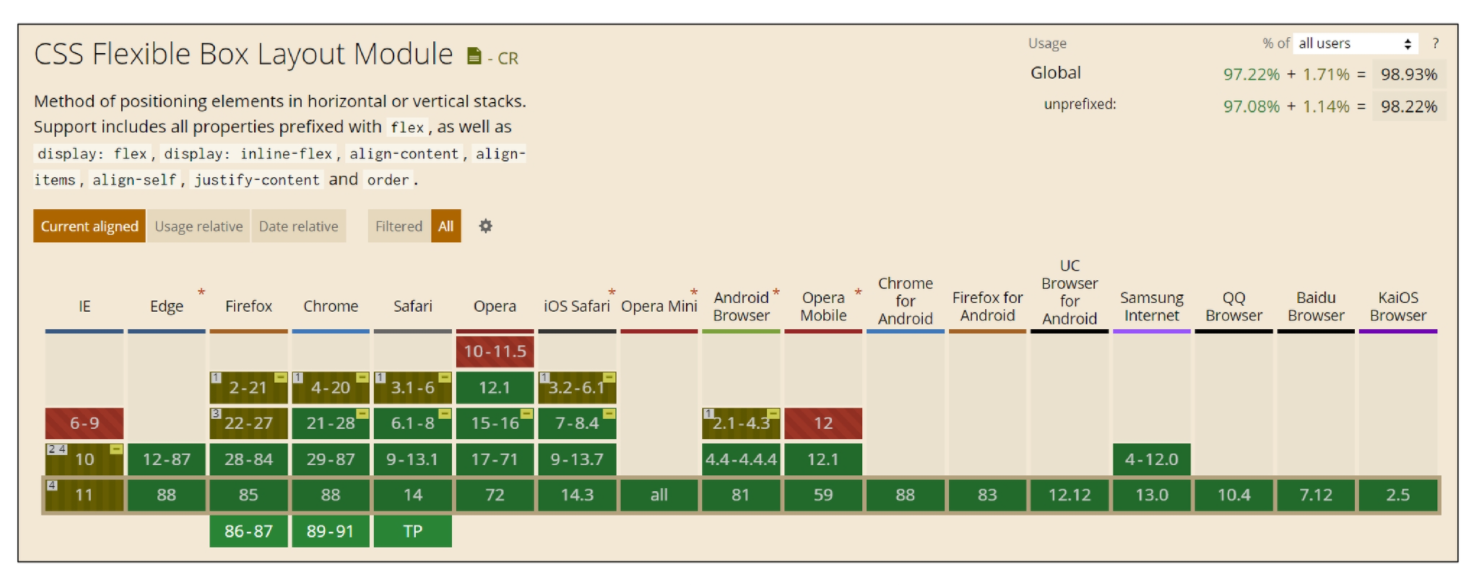 CSS Flexible Box Layout Module - CR
Usage % of all users ?
Global 97.22% + 1.71% = 98.93%
unprefixed: 97.08% + 1.14% = 98.22%
Method of positioning elements in horizontal or vertical stacks.
Support includes all properties prefixed with flex, as well as
display: flex, display: inline-flex, align-content, align-
items, align-self, justify-content and order.
Current aligned Usage relative Date relative Filtered All
IE Edge * Firefox Chrome Safari Opera iOS Safari * Opera Mini * Android Browser * Opera Mobile * Chrome for Android Firefox for Android UC Browser for Android Samsung Internet QQ Browser Baidu Browser KaiOS Browser
10-11.5
1 2-21 - 1 4-20 - 1 3.1-6 - 12.1 1 3.2-6.1 -
6-9 3 22-27 21-28 - 6.1-8 - 15-16 - 7-8.4 - 1 2.1-4.3 - 12
2 4 10 - 12-87 28-84 29-87 9-13.1 17-71 9-13.7 4.4-4.4.4 12.1 4-12.0
4 11 88 85 88 14 72 14.3 all 81 59 88 83 12.12 13.0 10.4 7.12 2.5
86-87 89-91 TP